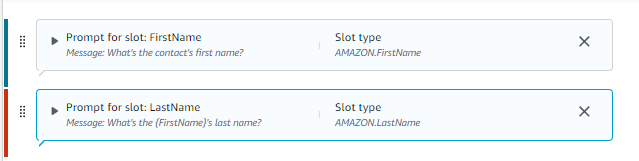 Prompt for slot: FirstName
Slot type
Message: What's the contact's first name?
AMAZON.FirstName
Prompt for slot: LastName
Slot type
Message: What's the {FirstName}'s last name?
AMAZON.LastName